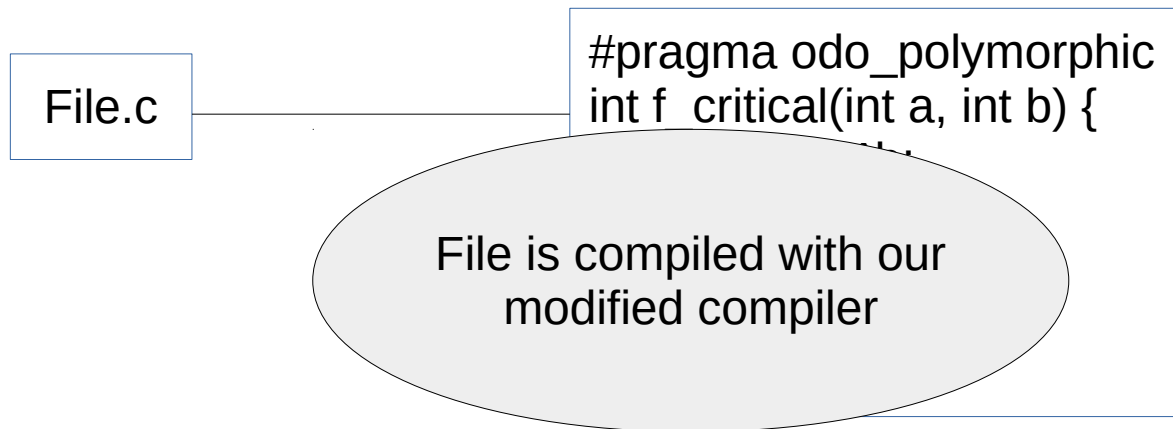 File.c
#pragma odo_polymorphic
int f_critical(int a, int b) {
File is compiled with our
modified compiler